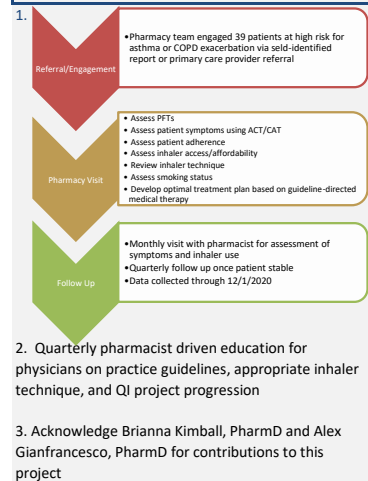 1.
Referral/Engagement
•Pharmacy team engaged 39 patients at high risk for
asthma or COPD exacerbation via seld-identified
report or primary care provider referral
Pharmacy Visit
• Assess PFTs
• Assess patient symptoms using ACT/CAT
• Assess patient adherence
• Assess inhaler access/affordability
• Review inhaler technique
• Assess smoking status
• Develop optimal treatment plan based on guideline-directed
medical therapy
Follow Up
•Monthly visit with pharmacist for assessment of
symptoms and inhaler use
•Quarterly follow up once patient stable
•Data collected through 12/1/2020
2. Quarterly pharmacist driven education for
physicians on practice guidelines, appropriate inhaler
technique, and QI project progression
3. Acknowledge Brianna Kimball, PharmD and Alex
Gianfrancesco, PharmD for contributions to this
project